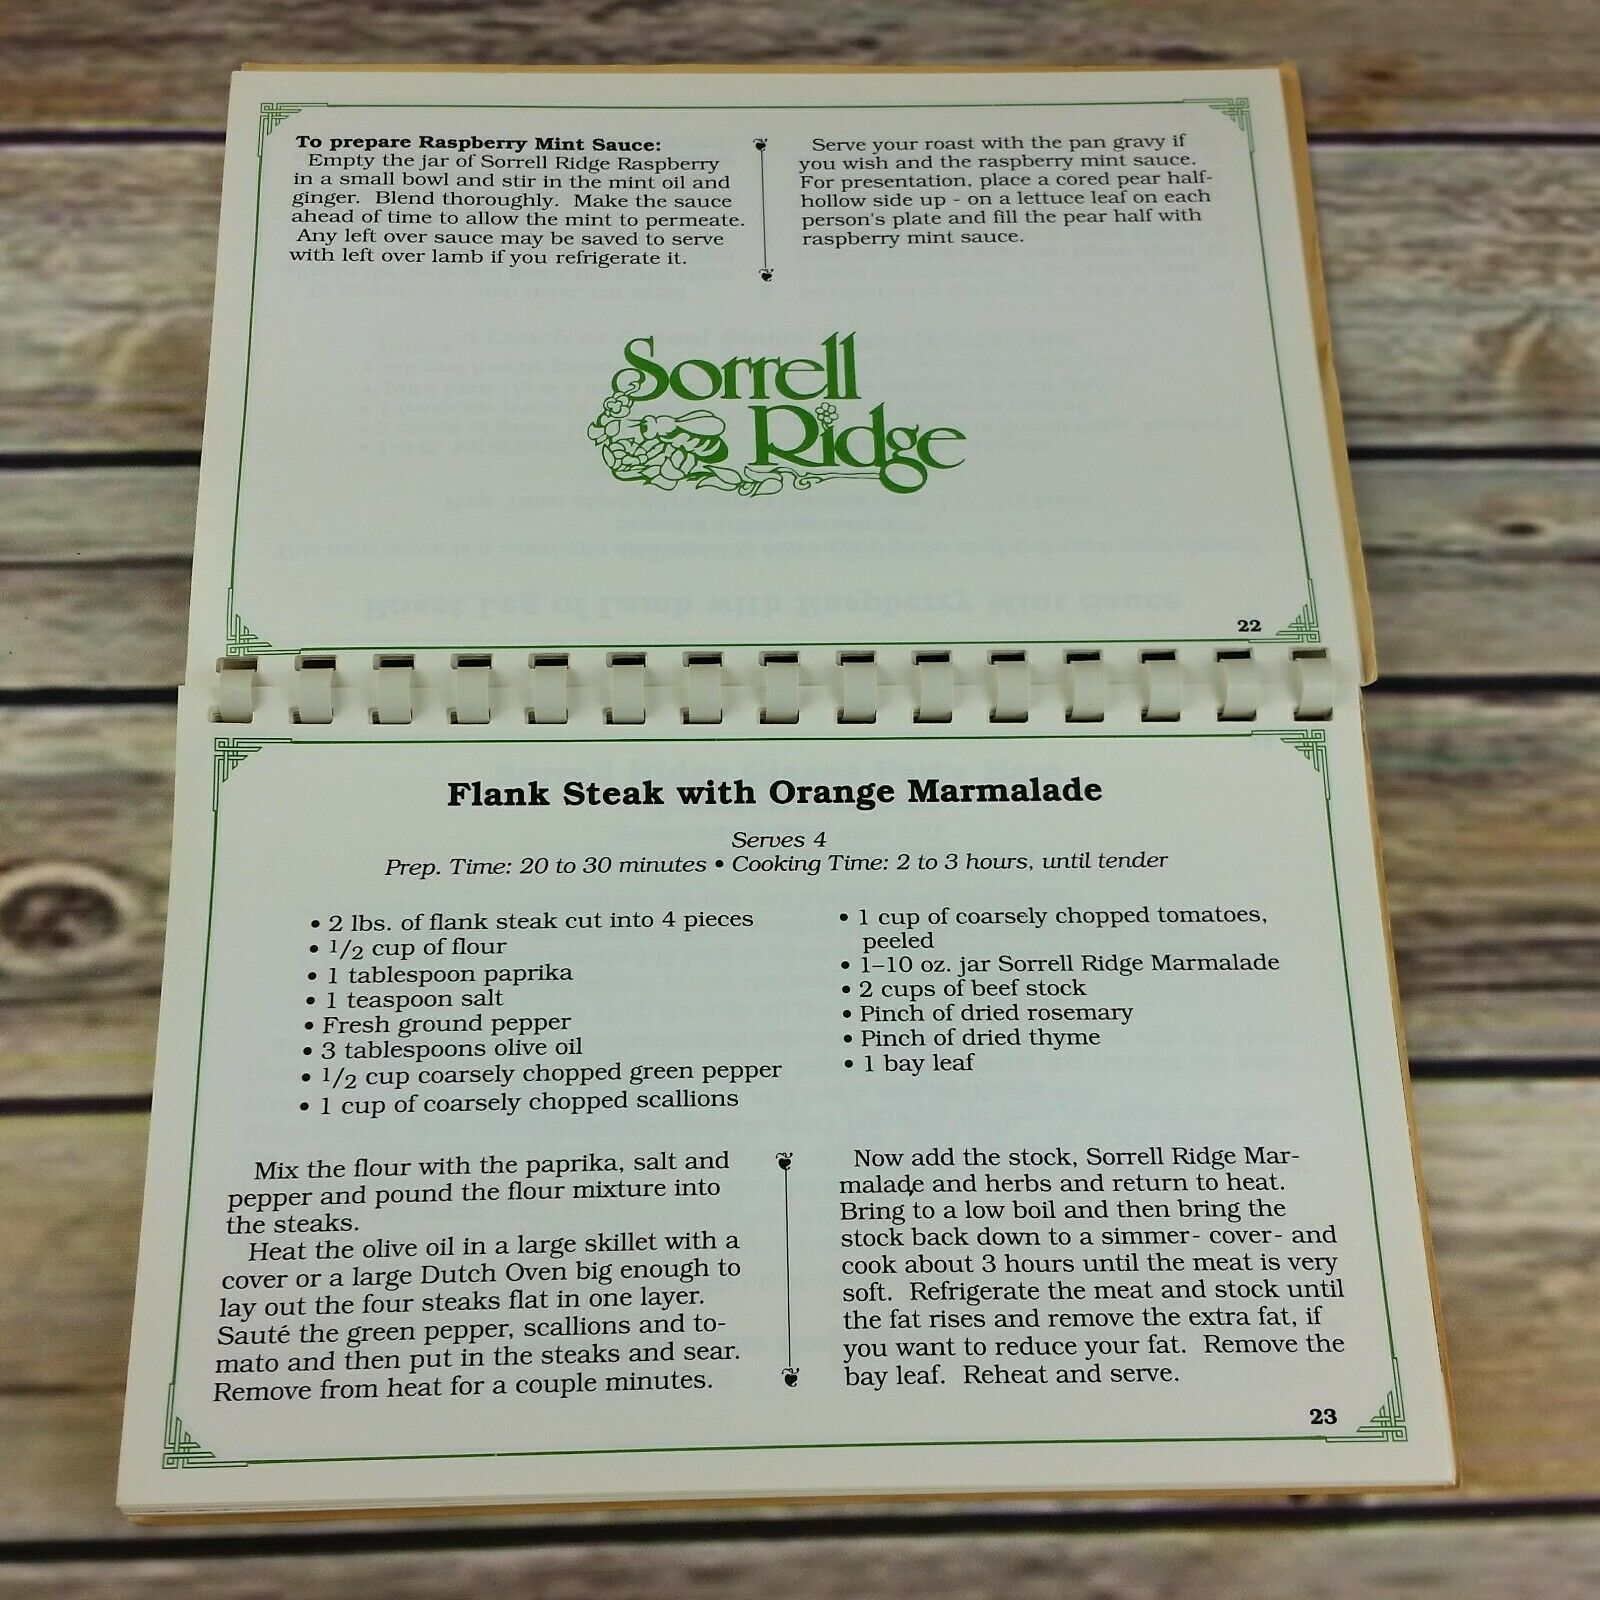 To prepare Raspberry Mint Sauce:
Empty the jar of Sorrell Ridge Raspberry
in a small bowl and stir in the mint oil and
ginger. Blend thoroughly. Make the sauce
ahead of time to allow the mint to permeate.
Any left over sauce may be saved to serve
with left over lamb if you refrigerate it.
Serve your roast with the pan gravy if
you wish and the raspberry mint sauce.
For presentation, place a cored pear half-
hollow side up - on a lettuce leaf on each
person's plate and fill the pear half with
raspberry mint sauce.
Sorrell
Ridge
22
Flank Steak with Orange Marmalade
Serves 4
Prep. Time: 20 to 30 minutes • Cooking Time: 2 to 3 hours, until tender
• 2 lbs. of flank steak cut into 4 pieces
• 1/2 cup of flour
• 1 tablespoon paprika
• 1 teaspoon salt
• Fresh ground pepper
• 3 tablespoons olive oil
• 1/2 cup coarsely chopped green pepper
• 1 cup of coarsely chopped scallions
• 1 cup of coarsely chopped tomatoes,
peeled
• 1–10 oz. jar Sorrell Ridge Marmalade
• 2 cups of beef stock
• Pinch of dried rosemary
• Pinch of dried thyme
• 1 bay leaf
Mix the flour with the paprika, salt and
pepper and pound the flour mixture into
the steaks.
Heat the olive oil in a large skillet with a
cover or a large Dutch Oven big enough to
lay out the four steaks flat in one layer.
Sauté the green pepper, scallions and to-
mato and then put in the steaks and sear.
Remove from heat for a couple minutes.
Now add the stock, Sorrell Ridge Mar-
malade and herbs and return to heat.
Bring to a low boil and then bring the
stock back down to a simmer- cover- and
cook about 3 hours until the meat is very
soft. Refrigerate the meat and stock until
the fat rises and remove the extra fat, if
you want to reduce your fat. Remove the
bay leaf. Reheat and serve.
23